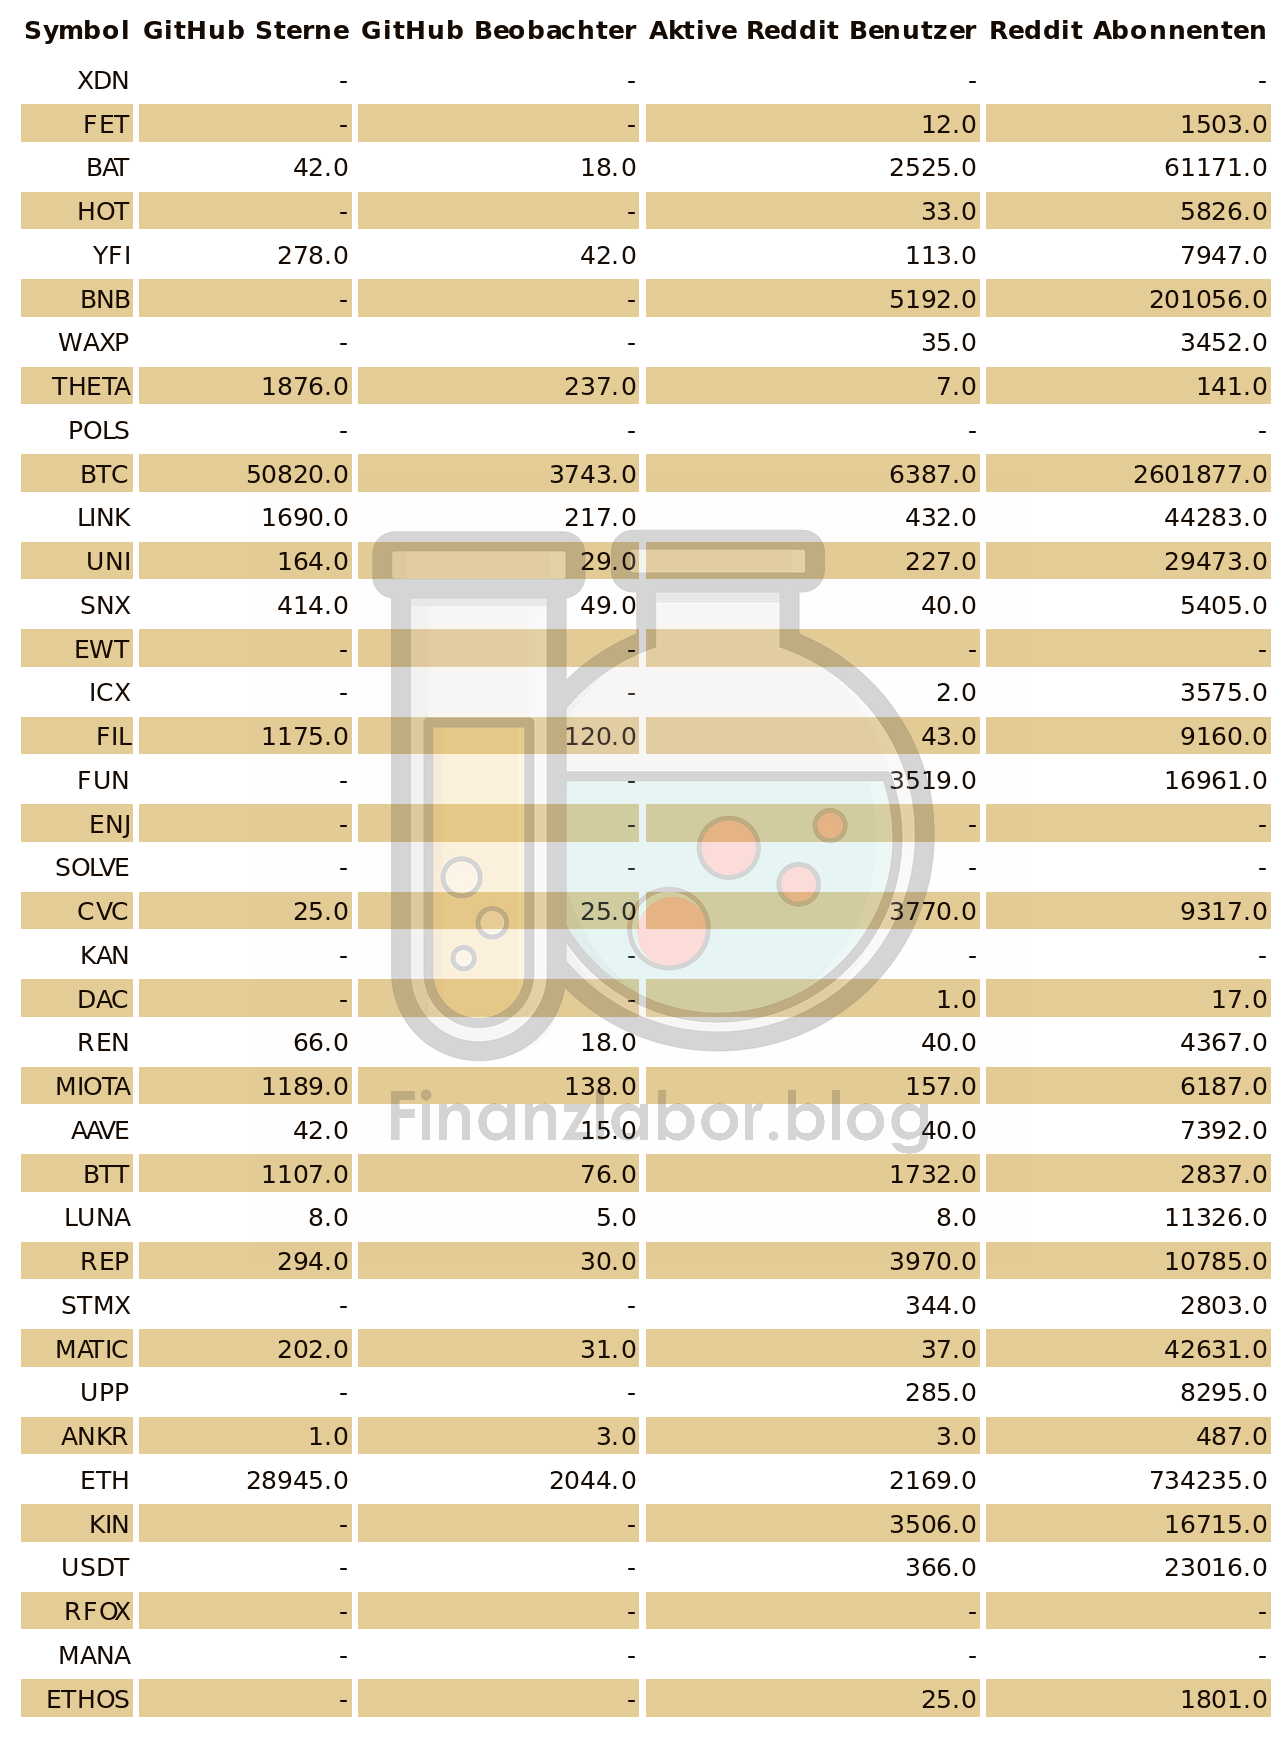 Symbol GitHub Sterne GitHub Beobachter Aktive Reddit Benutzer Reddit Abonnenten
XDN - - - -
FET - - 12.0 1503.0
BAT 42.0 18.0 2525.0 61171.0
HOT - - 33.0 5826.0
YFI 278.0 42.0 113.0 7947.0
BNB - - 5192.0 201056.0
WAXP - - 35.0 3452.0
THETA 1876.0 237.0 7.0 141.0
POLS - - - -
BTC 50820.0 3743.0 6387.0 2601877.0
LINK 1690.0 217.0 432.0 44283.0
UNI 164.0 29.0 227.0 29473.0
SNX 414.0 49.0 40.0 5405.0
EWT - - - -
ICX - - 2.0 3575.0
FIL 1175.0 120.0 43.0 9160.0
FUN - - 3519.0 16961.0
ENJ - - - -
SOLVE - - - -
CVC 25.0 25.0 3770.0 9317.0
KAN - - - -
DAC - - 1.0 17.0
REN 66.0 18.0 40.0 4367.0
MIOTA 1189.0 138.0 157.0 6187.0
AAVE 42.0 15.0 40.0 7392.0
Finanzlabor.blog
BTT 1107.0 76.0 1732.0 2837.0
LUNA 8.0 5.0 8.0 11326.0
REP 294.0 30.0 3970.0 10785.0
STMX - - 344.0 2803.0
MATIC 202.0 31.0 37.0 42631.0
UPP - - 285.0 8295.0
ANKR 1.0 3.0 3.0 487.0
ETH 28945.0 2044.0 2169.0 734235.0
KIN - - 3506.0 16715.0
USDT - - 366.0 23016.0
RFOX - - - -
MANA - - - -
ETHOS - - 25.0 1801.0